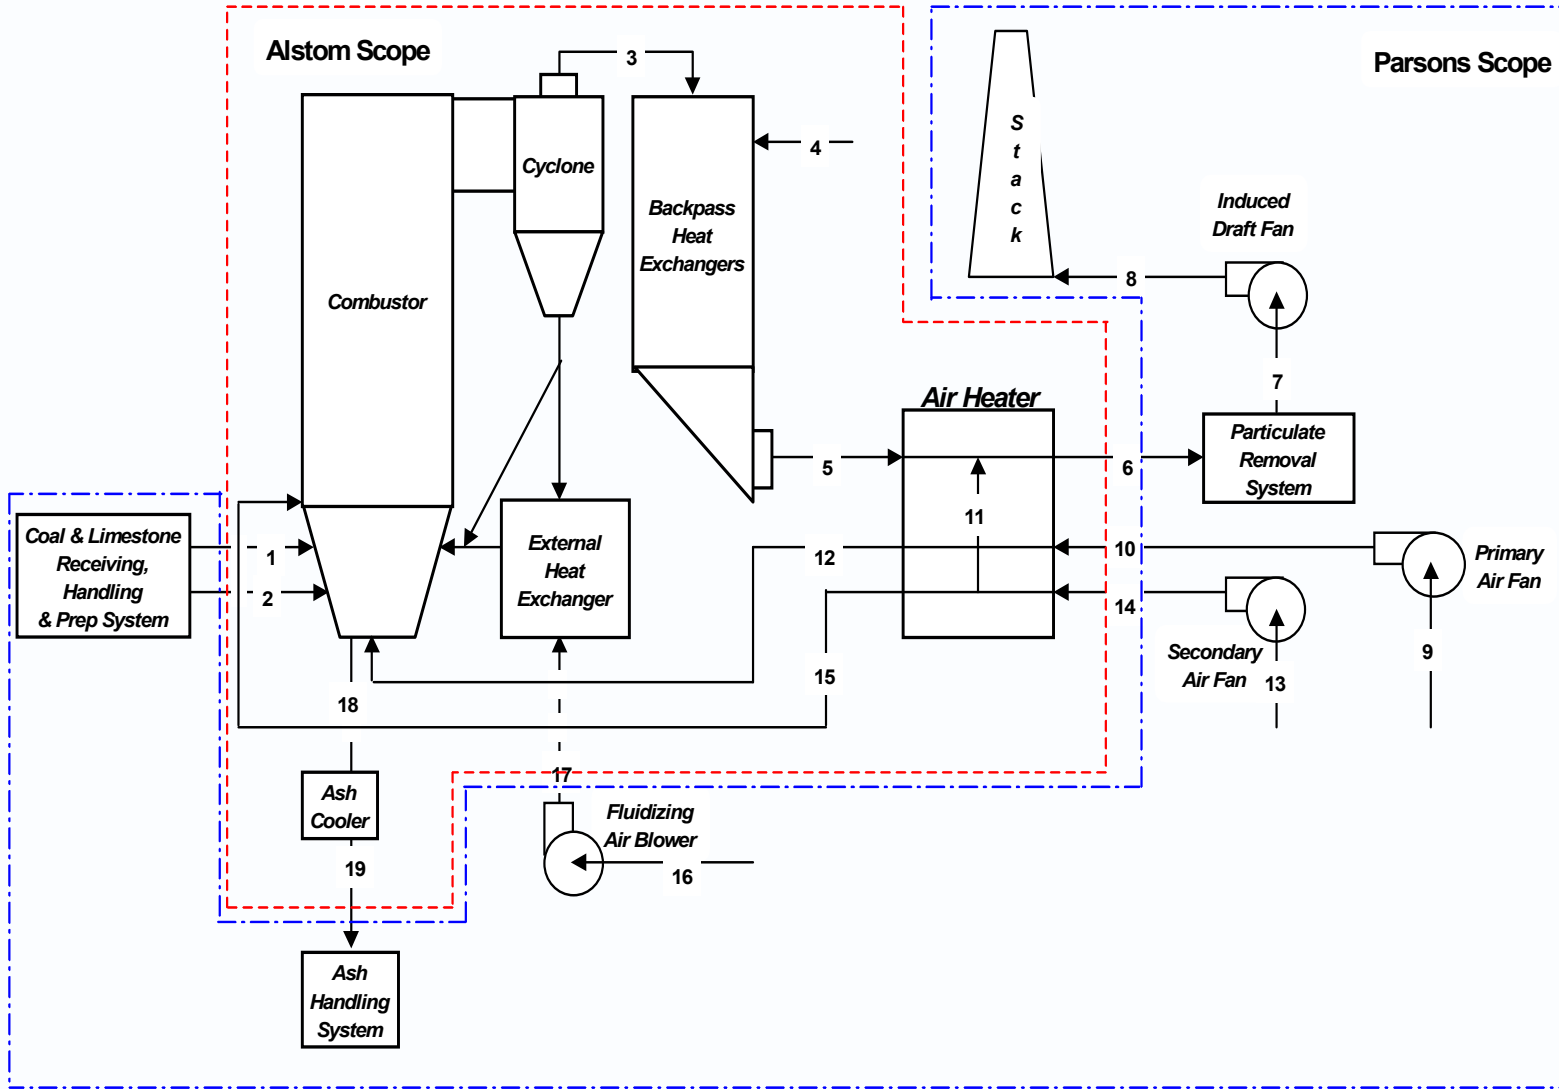 Alstom Scope
Parsons Scope
3
4
S
t
a
c
k
Cyclone
Backpass
Heat
Exchangers
Combustor
Induced
Draft Fan
8
7
Air Heater
Particulate
Removal
System
5
6
11
Coal & Limestone
Receiving,
Handling
& Prep System
1
2
External
Heat
Exchanger
12
10
14
Primary
Air Fan
9
Secondary
Air Fan
13
15
18
17
Ash
Cooler
Fluidizing
Air Blower
16
19
Ash
Handling
System